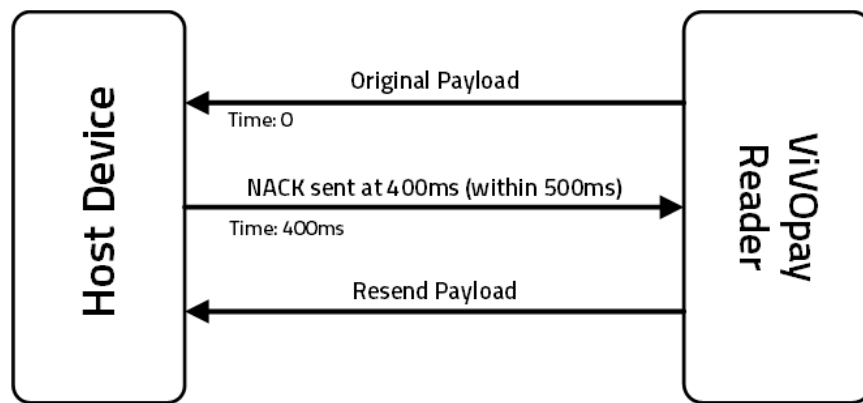 Host Device
Original Payload
Time: 0
NACK sent at 400ms (within 500ms)
Time: 400ms
Resend Payload
ViVOpay
Reader